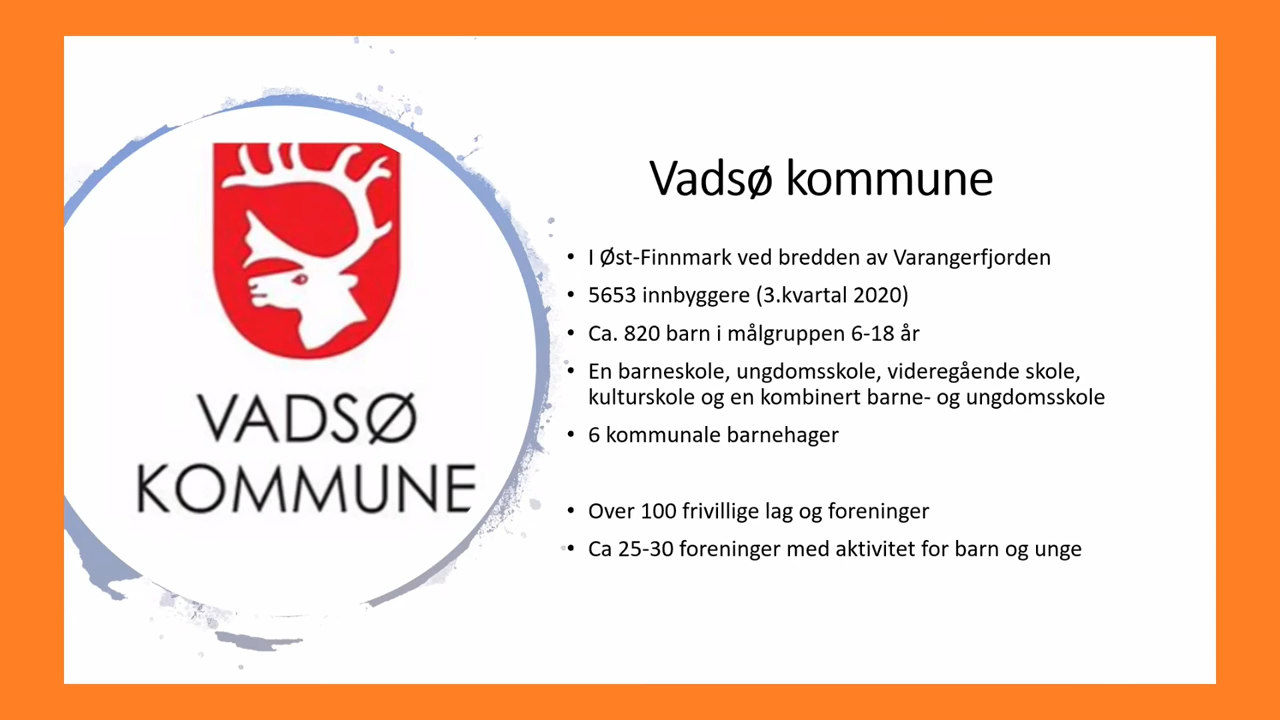 VADSØ
KOMMUNE
Vadsø kommune
• I Øst-Finnmark ved bredden av Varangerfjorden
• 5653 innbyggere (3.kvartal 2020)
• Ca. 820 barn i målgruppen 6-18 år
• En barneskole, ungdomsskole, videregående skole,
kulturskole og en kombinert barne- og ungdomsskole
• 6 kommunale barnehager
• Over 100 frivillige lag og foreninger
• Ca 25-30 foreninger med aktivitet for barn og unge